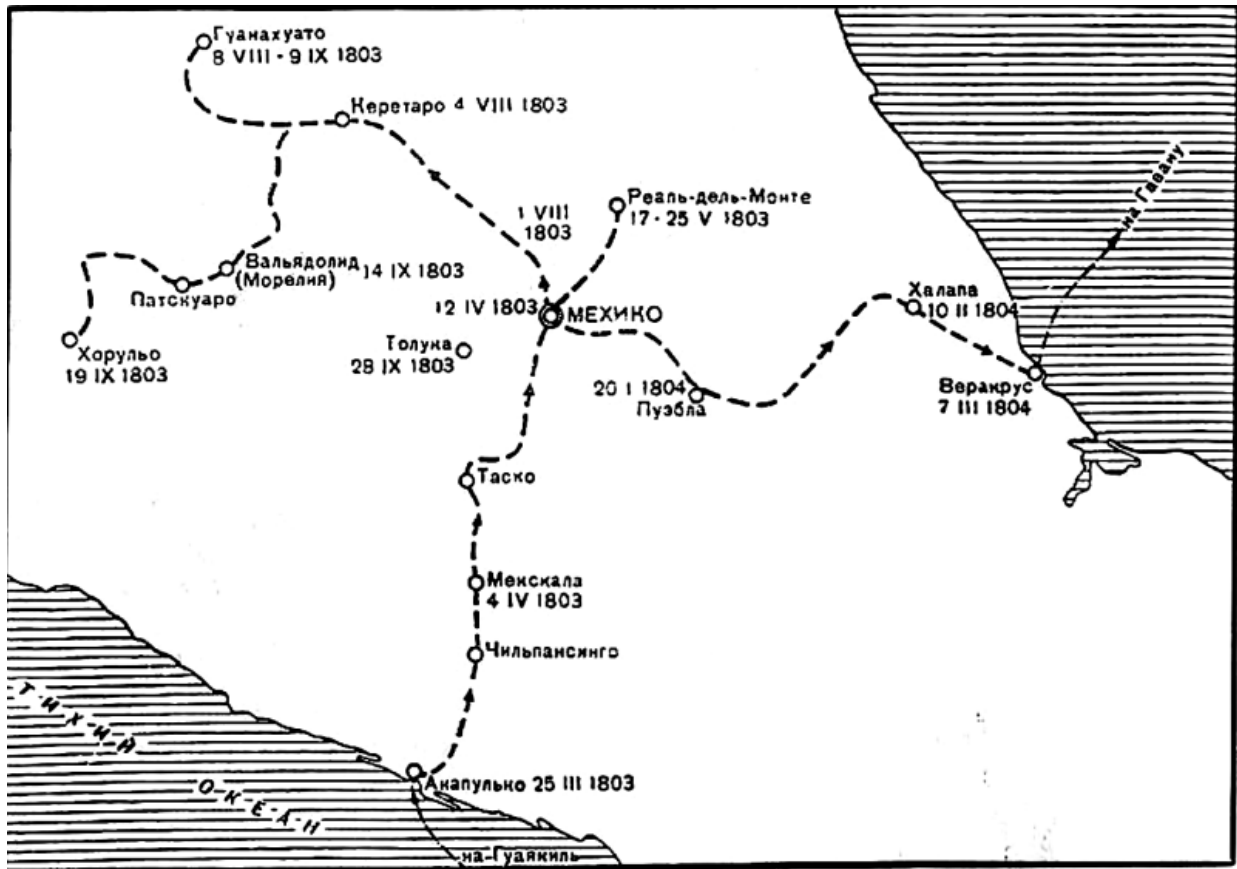 Гуанахуато
8 VIII - 9 IX 1803
Керетаро 4 VIII 1803
на Гавану
1 VIII
1803
Реаль-дель-Монте
17 - 25 V 1803
Вальядолид
(Морелия)
14 IX 1803
Патскуаро
Халапа
10 II 1804
12 IV 1803
МЕХИКО
Толука
28 IX 1803
Хорульо
19 IX 1803
20 I 1804
Пуэбла
Веракрус
7 III 1804
Таско
Мекскала
4 IV 1803
Чильпансинго
ТИХИЙ
ОКЕАН
Акапулько 25 III 1803
на Гуаякиль